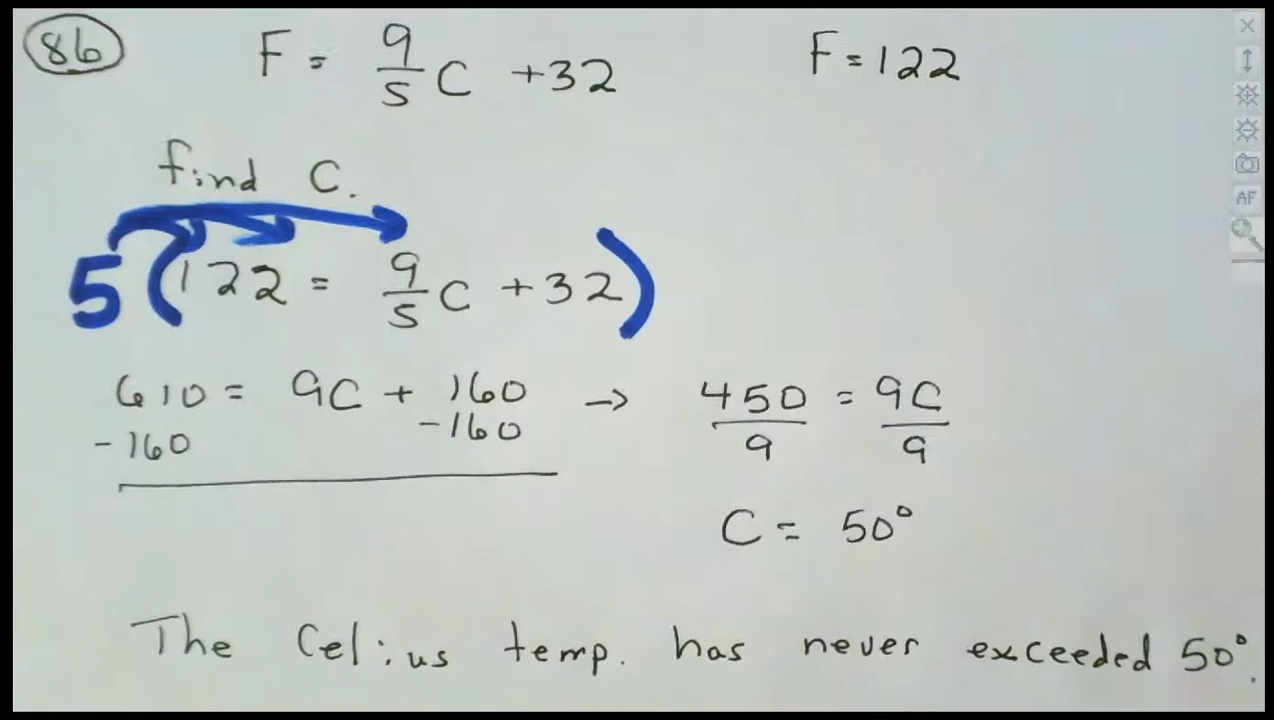 86 F = 9/5 C + 32 F = 122
find C.
5 (122 = 9/5 C + 32)
610 = 9C + 160 → 450/9 = 9C/9
-160 -160
C = 50°
The Celius temp. has never exceeded 50°.
AF